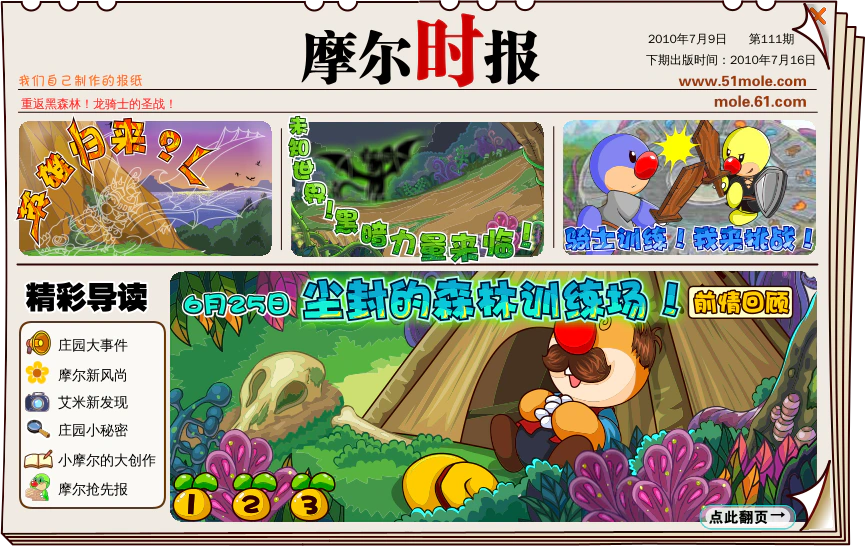 摩尔时报
2010年7月9日 第111期
下期出版时间：2010年7月16日
我们自己制作的报纸
www.51mole.com
重返黑森林！龙骑士的圣战！
mole.61.com
英雄归来？！
未知世界！黑暗力量来临！
骑士训练！我来挑战！
精彩导读
庄园大事件
摩尔新风尚
艾米新发现
庄园小秘密
小摩尔的大创作
摩尔抢先报
6月25日 尘封的森林训练场！ 前情回顾
1 2 3
点此翻页→